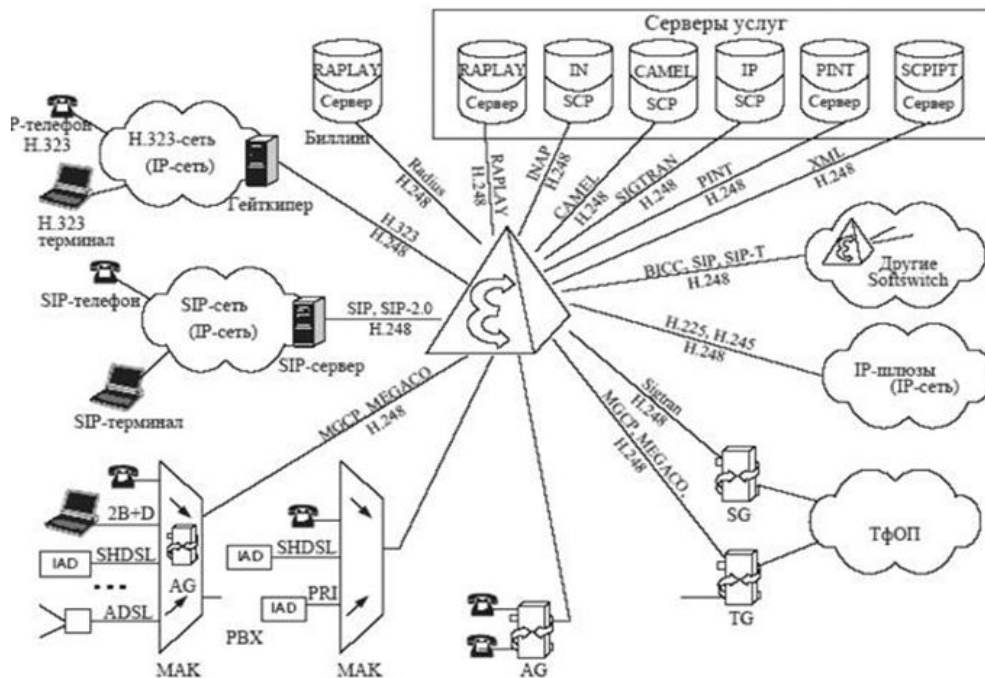 Серверы услуг
RAPLAY
Сервер
RAPLAY
Сервер
IN
SCP
CAMEL
SCP
IP
SCP
PINT
Сервер
SCPIPT
Сервер
Биллинг
P-телефон
H.323
H.323-сеть
(IP-сеть)
Гейткипер
H.323
терминал
Radius
H.248
RAPLAY
H.248
INAP
H.248
CAMEL
H.248
SIGTRAN
H.248
PINT
H.248
XML
H.248
H.323
H.248
BICC, SIP, SIP-T
H.248
Другие
Softswitch
SIP-телефон
SIP-сеть
(IP-сеть)
SIP-сервер
SIP, SIP-2.0
H.248
SIP-терминал
H.225, H.245
H.248
IP-шлюзы
(IP-сеть)
MGCP, MEGACO
H.248
Sigtran
H.248
MGCP, MEGACO,
H.248
2B+D
IAD
SHDSL
AG
...
ADSL
МАК
IAD
SHDSL
IAD
PRI
PBX
МАК
AG
SG
ТфОП
TG